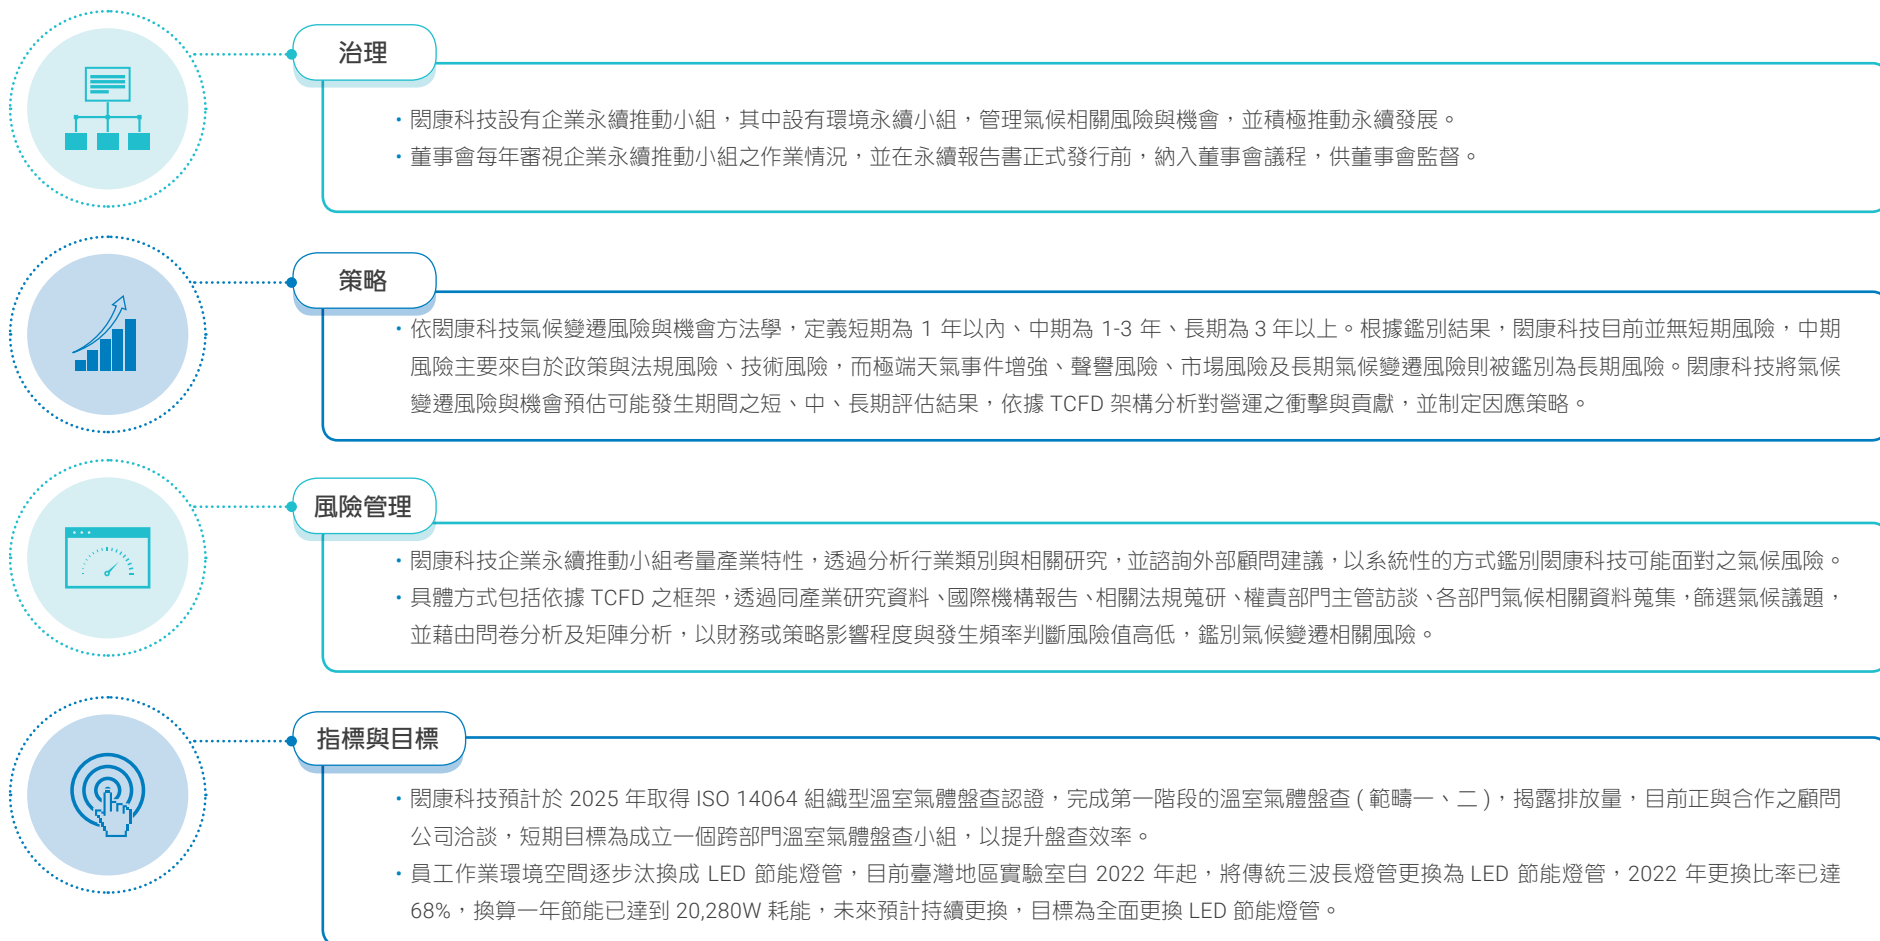 治理
・閎康科技設有企業永續推動小組，其中設有環境永續小組，管理氣候相關風險與機會，並積極推動永續發展。
・董事會每年審視企業永續推動小組之作業情況，並在永續報告書正式發行前，納入董事會議程，供董事會監督。
策略
・依閎康科技氣候變遷風險與機會方法學，定義短期為 1 年以內、中期為 1-3 年、長期為 3 年以上。根據鑑別結果，閎康科技目前並無短期風險，中期
風險主要來自於政策與法規風險、技術風險，而極端天氣事件增強、聲譽風險、市場風險及長期氣候變遷風險則被鑑別為長期風險。閎康科技將氣候
變遷風險與機會預估可能發生期間之短、中、長期評估結果，依據 TCFD 架構分析對營運之衝擊與貢獻，並制定因應策略。
風險管理
・閎康科技企業永續推動小組考量產業特性，透過分析行業類別與相關研究，並諮詢外部顧問建議，以系統性的方式鑑別閎康科技可能面對之氣候風險。
・具體方式包括依據 TCFD 之框架，透過同產業研究資料、國際機構報告、相關法規蒐研、權責部門主管訪談、各部門氣候相關資料蒐集，篩選氣候議題，
並藉由問卷分析及矩陣分析，以財務或策略影響程度與發生頻率判斷風險值高低，鑑別氣候變遷相關風險。
指標與目標
・閎康科技預計於 2025 年取得 ISO 14064 組織型溫室氣體盤查認證，完成第一階段的溫室氣體盤查 ( 範疇一、二 )，揭露排放量，目前正與合作之顧問
公司洽談，短期目標為成立一個跨部門溫室氣體盤查小組，以提升盤查效率。
・員工作業環境空間逐步汰換成 LED 節能燈管，目前臺灣地區實驗室自 2022 年起，將傳統三波長燈管更換為 LED 節能燈管，2022 年更換比率已達
68%，換算一年節能已達到 20,280W 耗能，未來預計持續更換，目標為全面更換 LED 節能燈管。